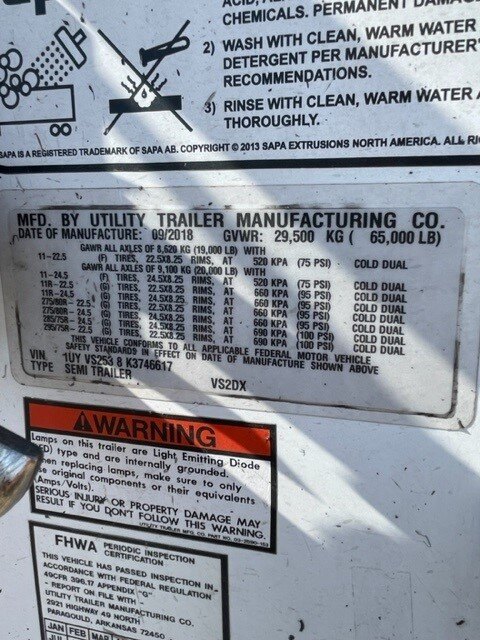 ACID,
CHEMICALS. PERMANENT DAMA
2) WASH WITH CLEAN, WARM WATER
DETERGENT PER MANUFACTURER'
RECOMMENDATIONS.
3) RINSE WITH CLEAN, WARM WATER A
THOROUGHLY.
SAPA IS A REGISTERED TRADEMARK OF SAPA AB. COPYRIGHT © 2013 SAPA EXTRUSIONS NORTH AMERICA. ALL RI
MFD. BY UTILITY TRAILER MANUFACTURING CO.
DATE OF MANUFACTURE: 09/2018 GVWR: 29,500 KG ( 65,000 LB)
GAWR ALL AXLES OF 8,620 KG (19,000 LB) WITH
11-22.5 (F) TIRES, 22.5X8.25 RIMS, AT 520 KPA (75 PSI) COLD DUAL
GAWR ALL AXLES OF 9,100 KG (20,000 LB) WITH
11-24.5 (F) TIRES, 24.5X8.25 RIMS, AT 520 KPA (75 PSI) COLD DUAL
11R-22.5 (G) TIRES, 22.5X8.25 RIMS, AT 660 KPA (95 PSI) COLD DUAL
11R-24.5 (G) TIRES, 24.5X8.25 RIMS, AT 660 KPA (95 PSI) COLD DUAL
275/80R-22.5 (G) TIRES, 22.5X8.25 RIMS, AT 660 KPA (95 PSI) COLD DUAL
275/80R-24.5 (G) TIRES, 24.5X8.25 RIMS, AT 660 KPA (95 PSI) COLD DUAL
285/75R-24.5 (G) TIRES, 24.5X8.25 RIMS, AT 690 KPA (100 PSI) COLD DUAL
295/75R-22.5 (G) TIRES, 22.5X8.25 RIMS, AT 690 KPA (100 PSI) COLD DUAL
THIS VEHICLE CONFORMS TO ALL APPLICABLE FEDERAL MOTOR VEHICLE
SAFETY STANDARDS IN EFFECT ON DATE OF MANUFACTURE SHOWN ABOVE
VIN 1UY VS253 8 K3746617
TYPE SEMI TRAILER VS2DX
WARNING
Lamps on this trailer are Light Emitting Diode
ED) type and are internally grounded.
hen replacing lamps, make sure to only
e original components or their equivalents
(Amps/Volts).
SERIOUS INJURY OR PROPERTY DAMAGE MAY
RESULT IF YOU DON'T FOLLOW THIS WARNING.
UTILITY TRAILER MFG. CO. PART NO.
FHWA PERIODIC INSPECTION
CERTIFICATION
THIS VEHICLE HAS PASSED INSPECTION IN
ACCORDANCE WITH FEDERAL REGULATION
49CFR 396.17 APPENDIX "G"
- REPORT ON FILE WITH -
UTILITY TRAILER MANUFACTURING CO.
2921 HIGHWAY 49 NORTH
PARAGOULD, ARKANSAS 72450
JAN FEB MAR